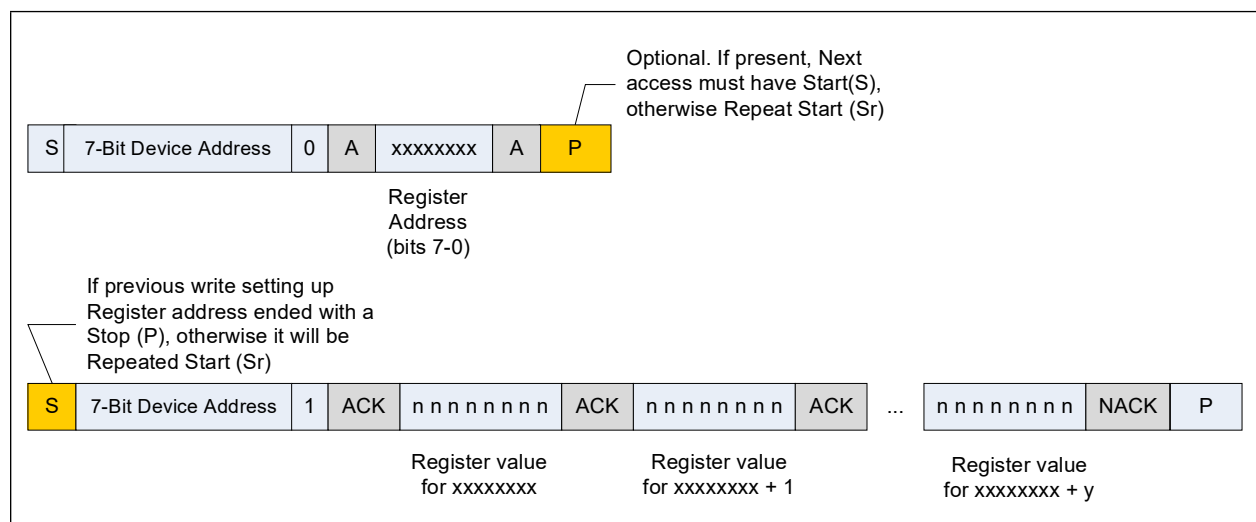 Optional. If present, Next
access must have Start(S),
otherwise Repeat Start (Sr)
S 7-Bit Device Address 0 A xxxxxxxx A P
Register
Address
(bits 7-0)
If previous write setting up
Register address ended with a
Stop (P), otherwise it will be
Repeated Start (Sr)
S 7-Bit Device Address 1 ACK n n n n n n n n ACK n n n n n n n n ACK ... n n n n n n n n NACK P
Register value
for xxxxxxxx
Register value
for xxxxxxxx + 1
Register value
for xxxxxxxx + y